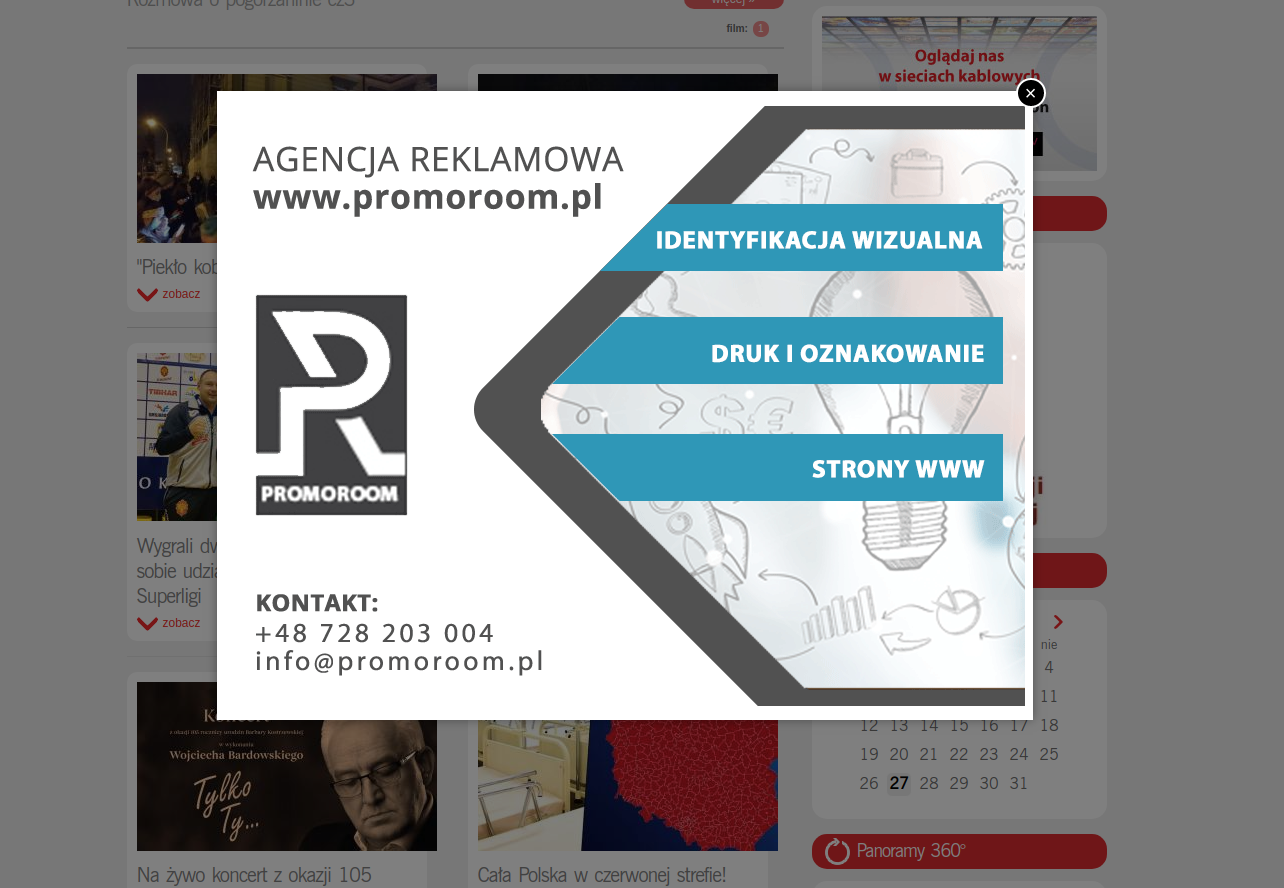 Rozmowa o pogórzaninie cz3
więcej »
film: 1
Oglądaj nas
w sieciach kablowych
×
AGENCJA REKLAMOWA
www.promoroom.pl
IDENTYFIKACJA WIZUALNA
DRUK I OZNAKOWANIE
STRONY WWW
PROMOROOM
KONTAKT:
+48 728 203 004
info@promoroom.pl
"Piekło
zobacz
TIBHAR
Wygrali
sobie
Superligi
zobacz
nie
4
11
12 13 14 15 16 17 18
19 20 21 22 23 24 25
26 27 28 29 30 31
Koncert
z okazji 105 rocznicy urodzin Barbary Kostrzewskiej
w wykonaniu
Wojciecha Bardowskiego
Tylko
Ty...
Na żywo koncert z okazji 105
Cała Polska w czerwonej strefie!
Panoramy 360°